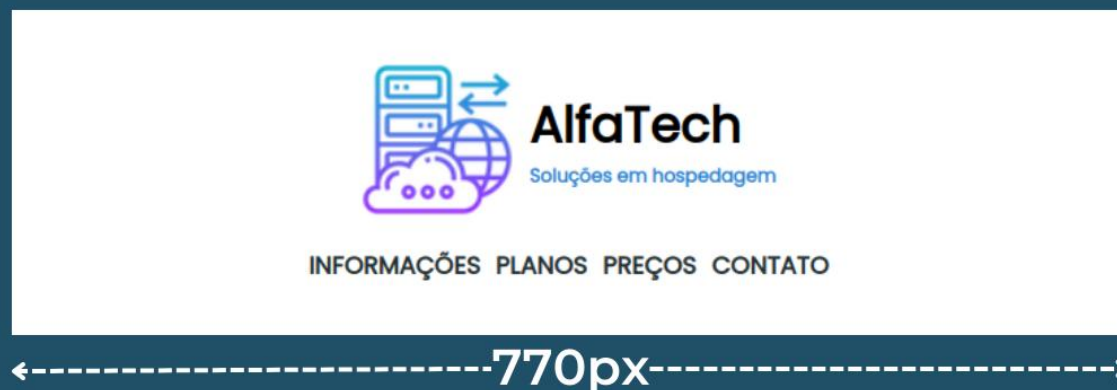 AlfaTech
Soluções em hospedagem
INFORMAÇÕES PLANOS PREÇOS CONTATO
770px